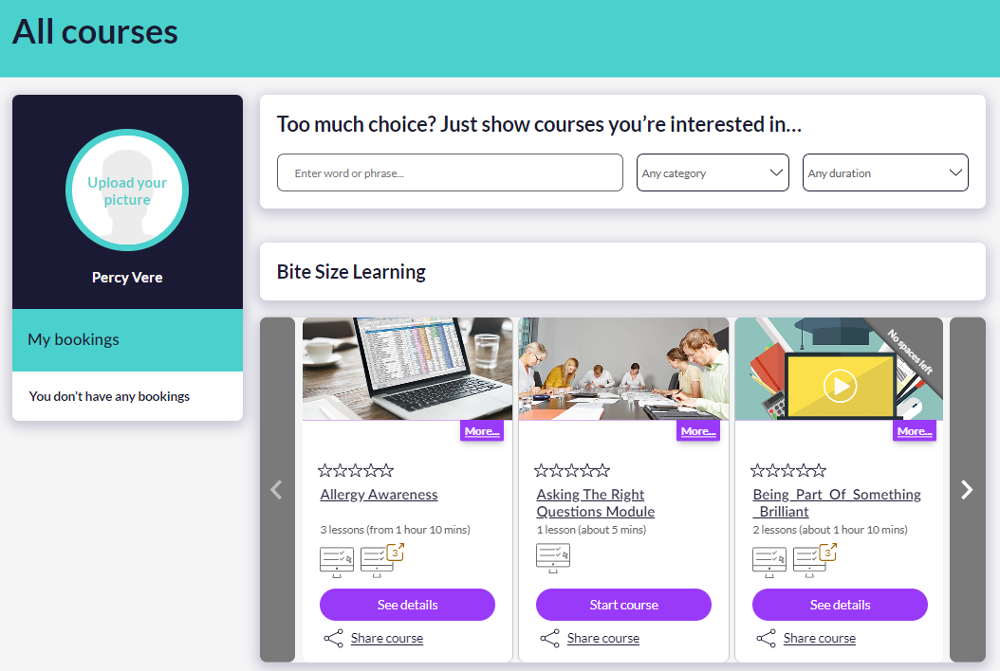 All courses
Upload your
picture
Percy Vere
My bookings
You don't have any bookings
Too much choice? Just show courses you're interested in...
Enter word or phrase...
Any category
Any duration
Bite Size Learning
More...
Allergy Awareness
3 lessons (from 1 hour 10 mins)
3
See details
Share course
More...
Asking The Right
Questions Module
1 lesson (about 5 mins)
Start course
Share course
No spaces left
More...
Being_Part_Of_Something
_Brilliant
2 lessons (about 1 hour 10 mins)
3
See details
Share course